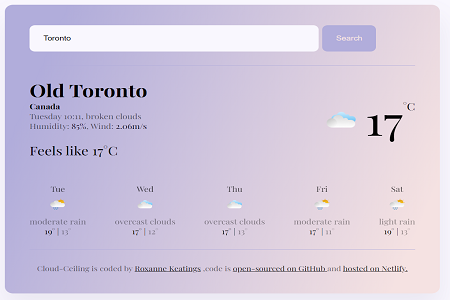 Toronto
Search
Old Toronto
Canada
Tuesday 10:11, broken clouds
Humidity: 85%, Wind: 2.06m/s
17°C
Feels like 17°C
Tue Wed Thu Fri Sat
moderate rain overcast clouds overcast clouds moderate rain light rain
19° | 13° 17° | 12° 17° | 13° 17° | 11° 19° | 13°
Cloud-Ceiling is coded by Roxanne Keatings .code is open-sourced on GitHub and hosted on Netlify.